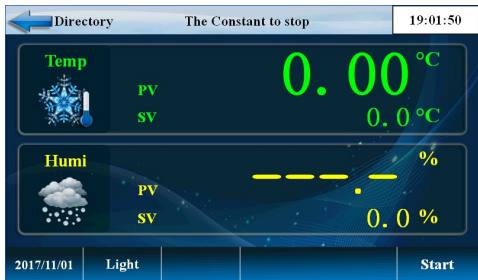 Directory The Constant to stop 19:01:50
Temp
PV 0.00 °C
SV 0.0 °C
Humi
PV ---.- %
SV 0.0 %
2017/11/01 Light Start